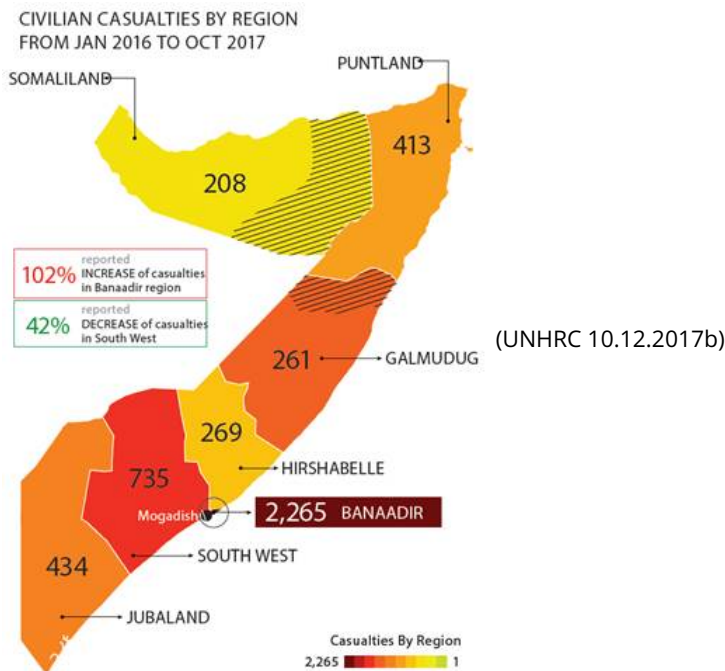 CIVILIAN CASUALTIES BY REGION
FROM JAN 2016 TO OCT 2017
PUNTLAND
SOMALILAND
413
208
102% reported
INCREASE of casualties
in Banaadir region
42% reported
DECREASE of casualties
in South West
(UNHRC 10.12.2017b)
261
GALMUDUG
269
HIRSHABELLE
735
Mogadish
2,265 BANAADIR
SOUTH WEST
434
JUBALAND
Casualties By Region
2,265 1